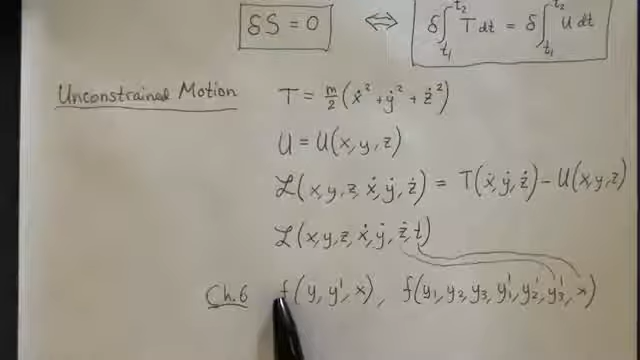 δS = 0 ⟺ δ∫_{t₁}^{t₂} T dt = δ∫_{t₁}^{t₂} U dt
Unconstrained Motion T = m/2 (ẋ² + ẏ² + ż²)
U = U(x, y, z)
ℒ(x, y, z, ẋ, ẏ, ż) = T(ẋ, ẏ, ż) − U(x, y, z)
ℒ(x, y, z, ẋ, ẏ, ż, t)
Ch. 6 f(y, y', x), f(y₁, y₂, y₃, y₁', y₂', y₃', x)